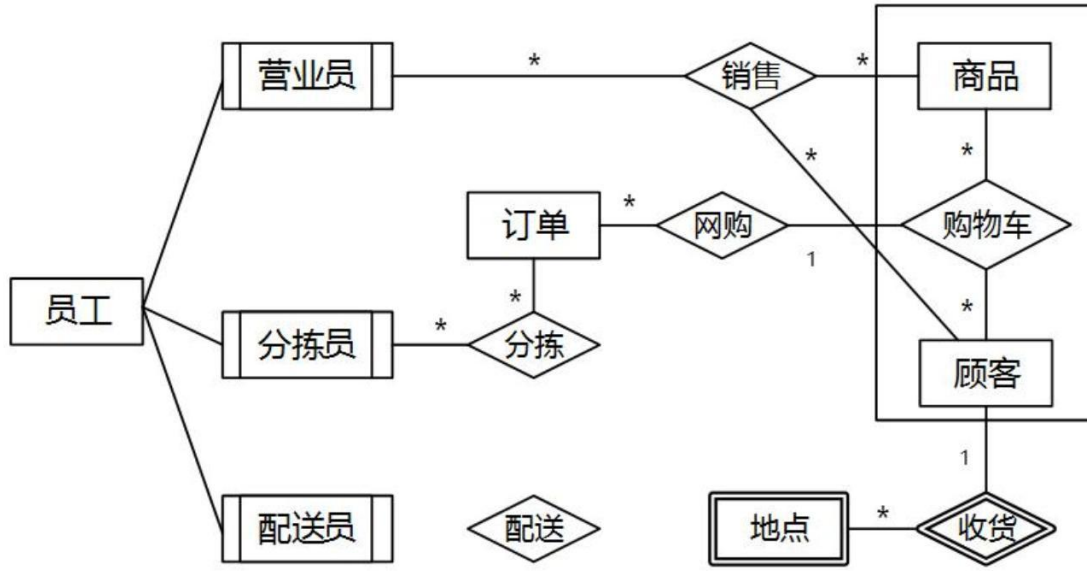 营业员
*
销售
*
商品
*
*
订单
*
网购
1
购物车
*
*
员工
分拣员
*
分拣
顾客
1
配送员
配送
地点
*
收货